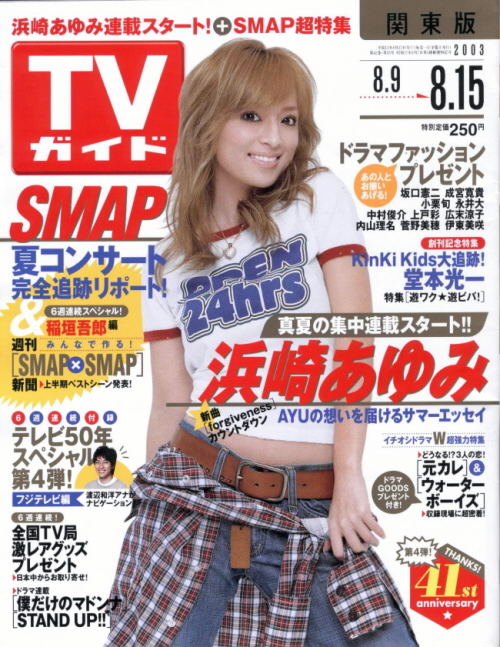 浜崎あゆみ連載スタート!+SMAP超特集
関東版
2003
8.9
8.15
特別定価250円
TV
ガイド
SMAP
夏コンサート
完全追跡リポート!
&
6週連続スペシャル!
稲垣吾郎編
週刊
みんなで作る!
[SMAP×SMAP]
新聞 ▶上半期ベストシーン発表!
6週連続付録
テレビ50年
スペシャル
第4弾!
フジテレビ編
渡辺和洋アナが
ナビゲーション
6週連続!
全国TV局
激レアグッズ
プレゼント
▶日本中からお取り寄せ!
▶ドラマ連載
[僕だけのマドンナ]
[STAND UP!!]
ドラマファッション
プレゼント
あの人と
お揃い
あげる!
坂口憲二 成宮寛貴
小栗旬 永井大
中村俊介 上戸彩 広末涼子
内山理名 菅野美穂 伊東美咲
創刊記念特集
KinKi Kids大追跡!
堂本光一
特集[遊ワク★遊ビバ!]
OPEN
24hrs
真夏の集中連載スタート!!
浜崎あゆみ
新曲
[forgiveness]
カウントダウン
AYUの想いを届けるサマーエッセイ
イチオシドラマW超強力特集
▶どうなる!?3人の恋!
[元カレ]&
[ウォーター
ボーイズ]
▶収録現場に超密着!
ドラマ
GOODS
プレゼント
付き!
第4弾!
THANKS!
41st
anniversary